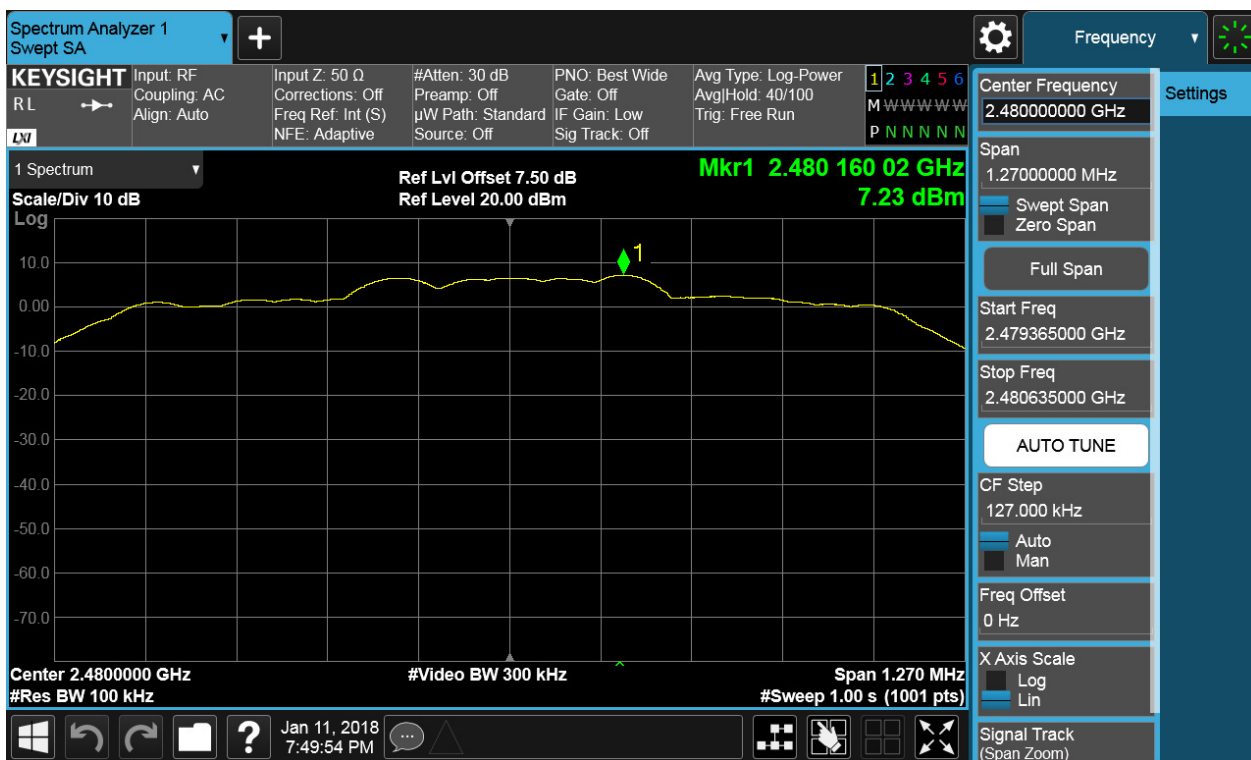 Spectrum Analyzer 1
Swept SA
Frequency
KEYSIGHT
R L
LXI
Input: RF
Coupling: AC
Align: Auto
Input Z: 50 Ω
Corrections: Off
Freq Ref: Int (S)
NFE: Adaptive
#Atten: 30 dB
Preamp: Off
µW Path: Standard
Source: Off
PNO: Best Wide
Gate: Off
IF Gain: Low
Sig Track: Off
Avg Type: Log-Power
Avg|Hold: 40/100
Trig: Free Run
1 2 3 4 5 6
M W W W W W
P N N N N N
1 Spectrum
Scale/Div 10 dB
Ref Lvl Offset 7.50 dB
Ref Level 20.00 dBm
Mkr1 2.480 160 02 GHz
7.23 dBm
Log
1
10.0
0.00
-10.0
-20.0
-30.0
-40.0
-50.0
-60.0
-70.0
Center 2.4800000 GHz
#Res BW 100 kHz
#Video BW 300 kHz
Span 1.270 MHz
#Sweep 1.00 s (1001 pts)
?
Jan 11, 2018
7:49:54 PM
Center Frequency
2.480000000 GHz
Span
1.27000000 MHz
Swept Span
Zero Span
Full Span
Start Freq
2.479365000 GHz
Stop Freq
2.480635000 GHz
AUTO TUNE
CF Step
127.000 kHz
Auto
Man
Freq Offset
0 Hz
X Axis Scale
Log
Lin
Signal Track
(Span Zoom)
Settings